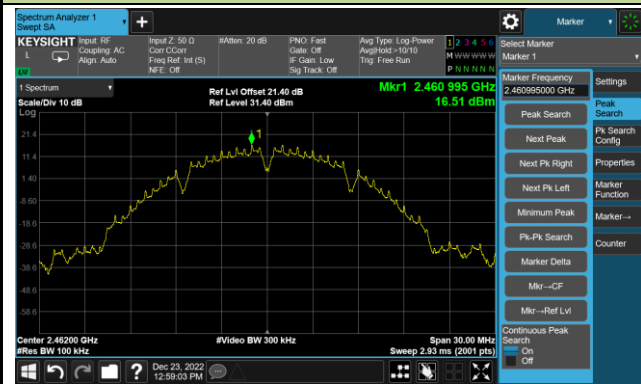 Spectrum Analyzer 1
Swept SA
Marker
KEYSIGHT
L
Input: RF
Coupling: AC
Align: Auto
Input Z: 50 Ω
Corr CCorr
Freq Ref: Int (S)
NFE: Off
#Atten: 20 dB
PNO: Fast
Gate: Off
IF Gain: Low
Sig Track: Off
Avg Type: Log-Power
Avg|Hold:>10/10
Trig: Free Run
1 2 3 4 5 6
M W W W W W
P N N N N N
Select Marker
Marker 1
1 Spectrum
Scale/Div 10 dB
Log
Ref Lvl Offset 21.40 dB
Ref Level 31.40 dBm
Mkr1 2.460 995 GHz
16.51 dBm
1
21.4
11.4
1.40
-8.60
-18.6
-28.6
-38.6
-48.6
-58.6
Center 2.46200 GHz
#Res BW 100 kHz
#Video BW 300 kHz
Span 30.00 MHz
Sweep 2.93 ms (2001 pts)
Marker Frequency
2.460995000 GHz
Peak Search
Next Peak
Next Pk Right
Next Pk Left
Minimum Peak
Pk-Pk Search
Marker Delta
Mkr→CF
Mkr→Ref Lvl
Continuous Peak
Search
On
Off
Settings
Peak
Search
Pk Search
Config
Properties
Marker
Function
Marker→
Counter
Dec 23, 2022
12:59:03 PM